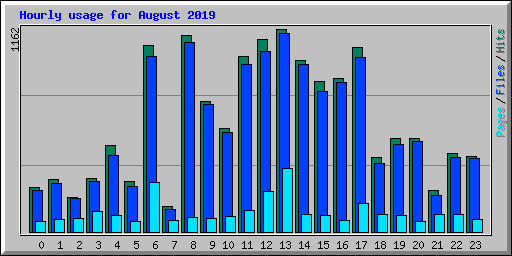 Hourly usage for August 2019
1162
Pages/Files/Hits
0 1 2 3 4 5 6 7 8 9 10 11 12 13 14 15 16 17 18 19 20 21 22 23